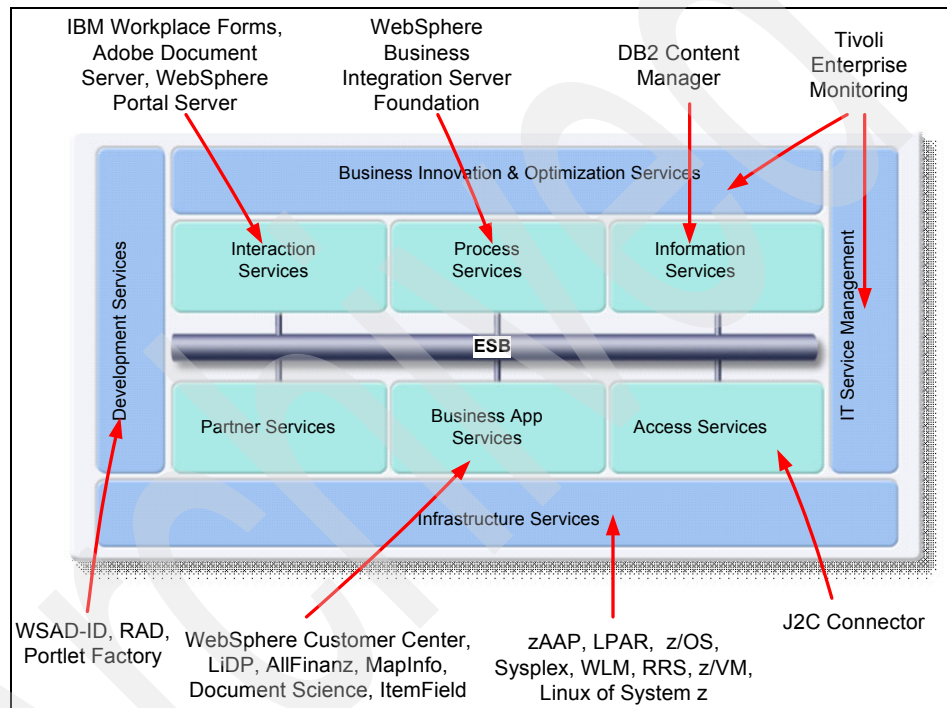 IBM Workplace Forms,
Adobe Document
Server, WebSphere
Portal Server
WebSphere
Business
Integration Server
Foundation
DB2 Content
Manager
Tivoli
Enterprise
Monitoring
Business Innovation & Optimization Services
Development Services
Interaction
Services
Process
Services
Information
Services
IT Service Management
ESB
Partner Services
Business App
Services
Access Services
Infrastructure Services
WSAD-ID, RAD,
Portlet Factory
WebSphere Customer Center,
LiDP, AllFinanz, MapInfo,
Document Science, ItemField
zAAP, LPAR, z/OS,
Sysplex, WLM, RRS, z/VM,
Linux of System z
J2C Connector